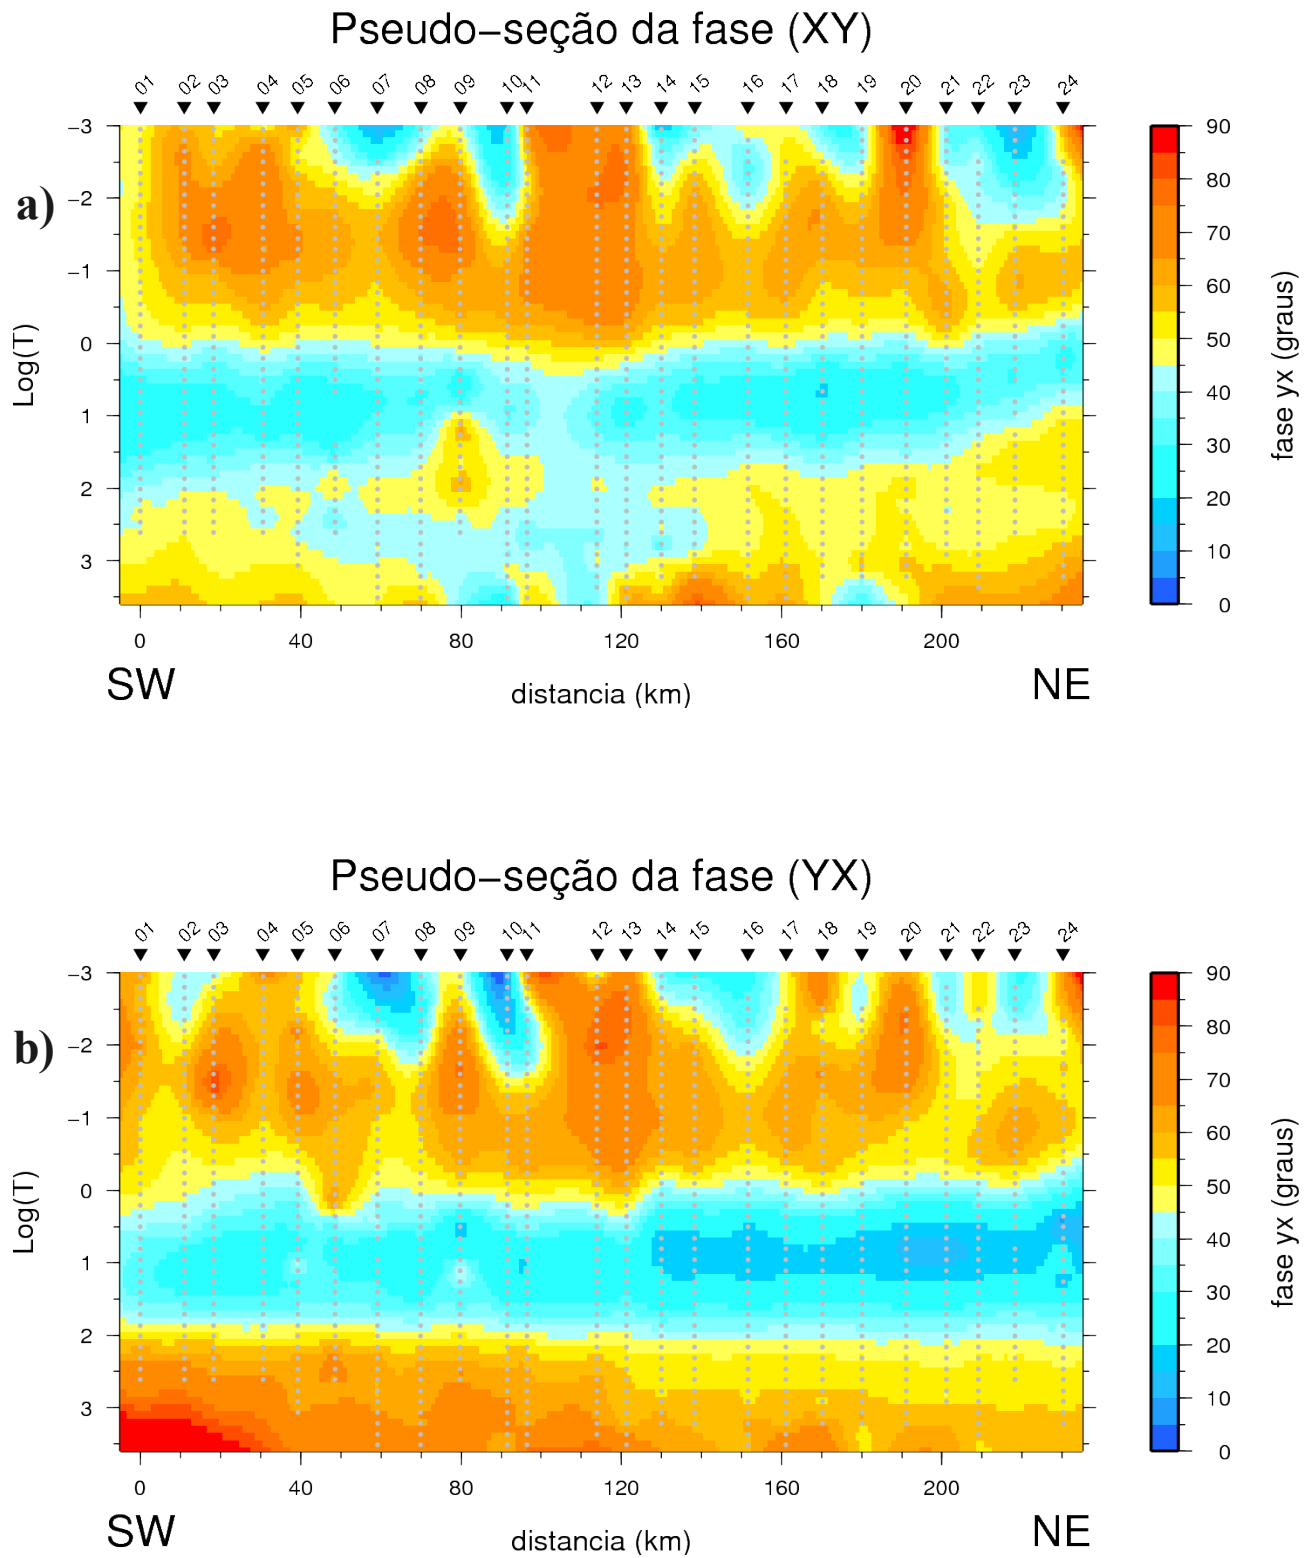 Pseudo−seção da fase (XY)
01 02 03 04 05 06 07 08 09 10 11 12 13 14 15 16 17 18 19 20 21 22 23 24
a)
−3
−2
−1
0
1
2
3
Log(T)
0 40 80 120 160 200
SW
distancia (km)
NE
90
80
70
60
50
40
30
20
10
0
fase yx (graus)
Pseudo−seção da fase (YX)
01 02 03 04 05 06 07 08 09 10 11 12 13 14 15 16 17 18 19 20 21 22 23 24
b)
−3
−2
−1
0
1
2
3
Log(T)
0 40 80 120 160 200
SW
distancia (km)
NE
90
80
70
60
50
40
30
20
10
0
fase yx (graus)